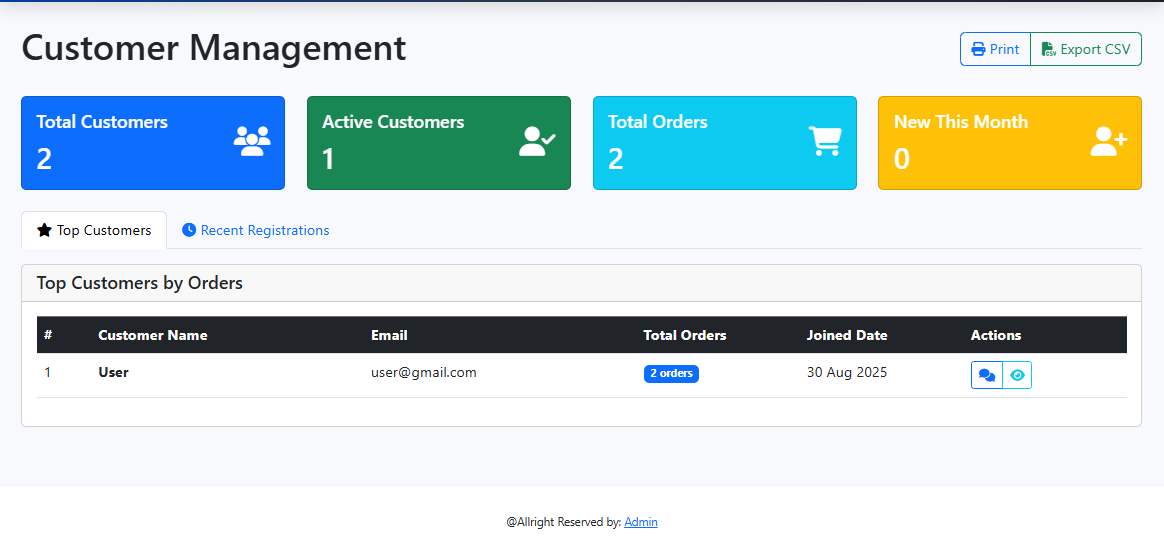 Customer Management
Print
Export CSV
Total Customers
2
Active Customers
1
Total Orders
2
New This Month
0
Top Customers
Recent Registrations
Top Customers by Orders
# Customer Name Email Total Orders Joined Date Actions
1 User user@gmail.com 2 orders 30 Aug 2025
@Allright Reserved by: Admin